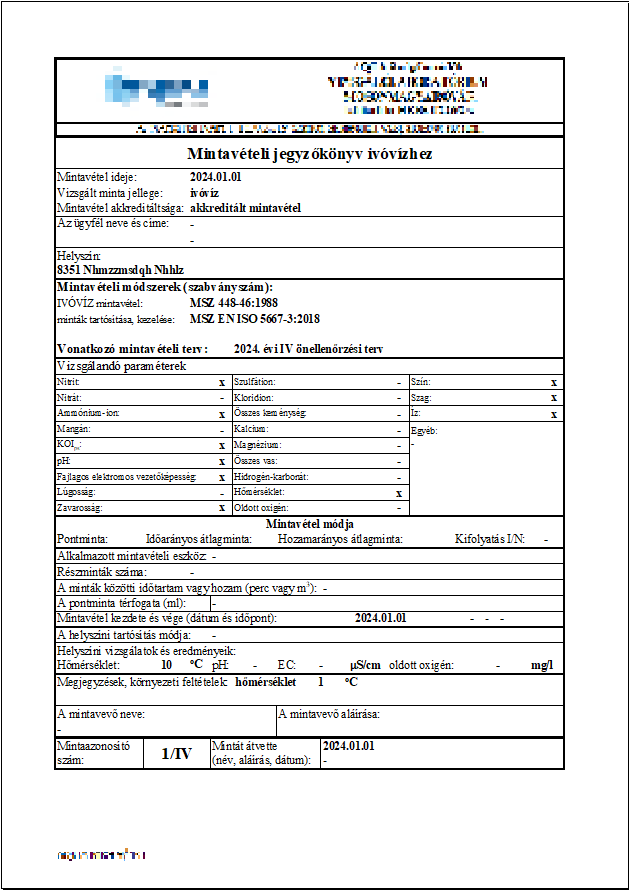 Mintavételi jegyzőkönyv ivóvízhez
Mintavétel ideje: 2024.01.01
Vizsgált minta jellege: ivóvíz
Mintavétel akkreditáltsága: akkreditált mintavétel
Az ügyfél neve és címe: -
-
Helyszín:
8351 Nhmzzmsdqh Nhhlz
Mintavételi módszerek (szabványszám):
IVÓVÍZ mintavétel: MSZ 448-46:1988
minták tartósítása, kezelése: MSZ EN ISO 5667-3:2018
Vonatkozó mintavételi terv: 2024. évi IV önellenőrzési terv
Vizsgálandó paraméterek
Nitrit: x Szulfátion: - Szín: x
Nitrát: - Kloridion: - Szag: x
Ammónium-ion: x Összes keménység: - Íz: x
Mangán: - Kalcium: - Egyéb:
KOIps: x Magnézium: - -
pH: x Összes vas: -
Fajlagos elektromos vezetőképesség: x Hidrogén-karbonát: -
Lúgosság: - Hőmérséklet: x
Zavarosság: x Oldott oxigén: -
Mintavétel módja
Pontminta: Időarányos átlagminta: Hozamarányos átlagminta: Kifolyatás I/N: -
Alkalmazott mintavételi eszköz: -
Részminták száma: -
A minták közötti időtartam vagy hozam (perc vagy m³): -
A pontminta térfogata (ml): -
Mintavétel kezdete és vége (dátum és időpont): 2024.01.01 - - -
A helyszíni tartósítás módja: -
Helyszíni vizsgálatok és eredményeik:
Hőmérséklet: 10 °C pH: - EC: - µS/cm oldott oxigén: - mg/l
Megjegyzések, környezeti feltételek: hőmérséklet 1 °C
A mintavevő neve: A mintavevő aláírása:
-
Mintaazonosító szám: 1/IV Mintát átvette (név, aláírás, dátum): 2024.01.01
-